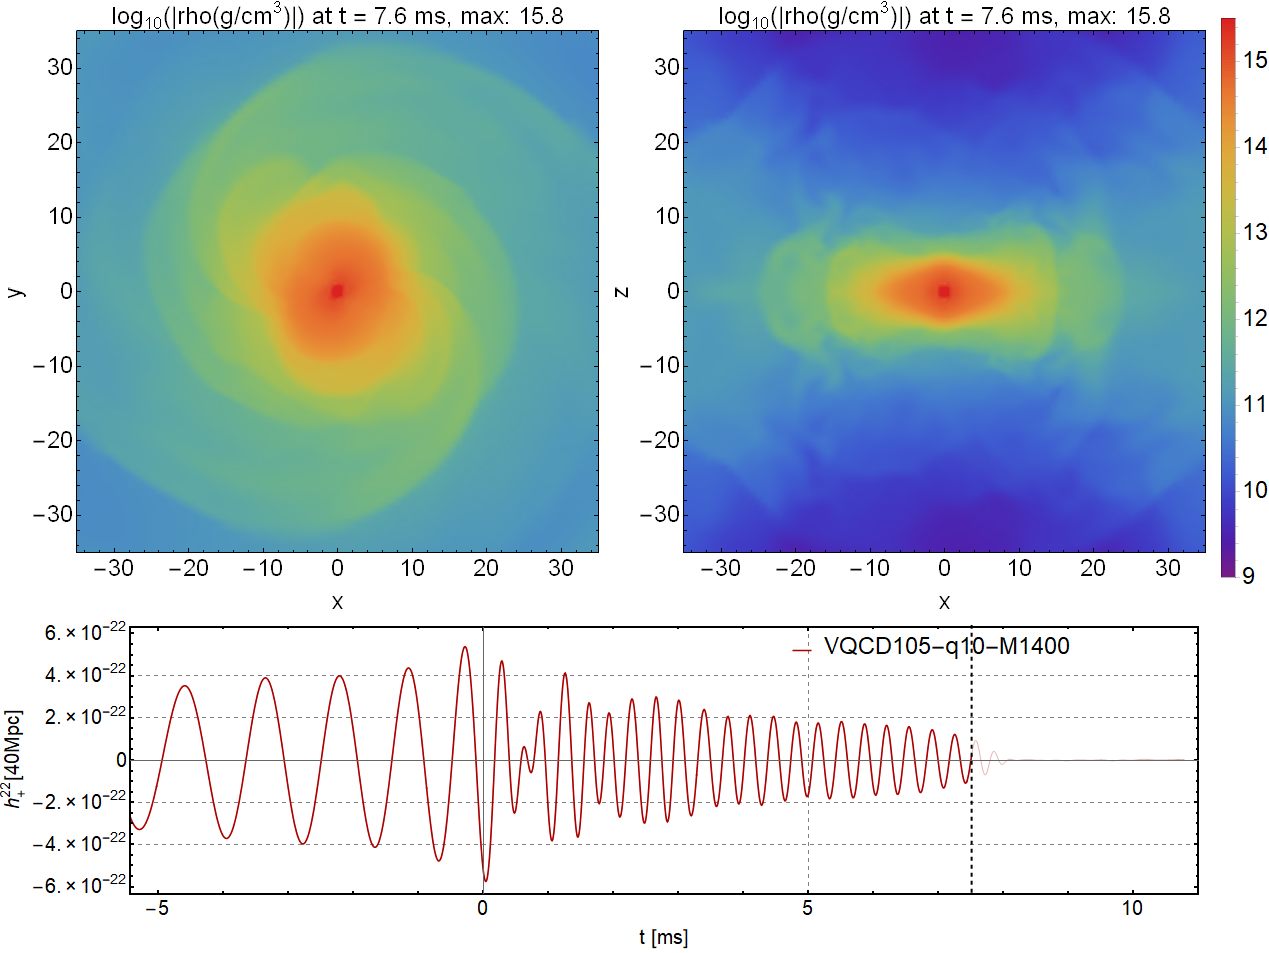 log₁₀(|rho(g/cm³)|) at t = 7.6 ms, max: 15.8
30
20
10
0
−10
−20
−30
y
−30 −20 −10 0 10 20 30
x
log₁₀(|rho(g/cm³)|) at t = 7.6 ms, max: 15.8
30
20
10
0
−10
−20
−30
z
−30 −20 −10 0 10 20 30
x
15
14
13
12
11
10
9
6.×10⁻²²
4.×10⁻²²
2.×10⁻²²
0
−2.×10⁻²²
−4.×10⁻²²
−6.×10⁻²²
h₊²²[40Mpc]
VQCD105−q10−M1400
−5 0 5 10
t [ms]